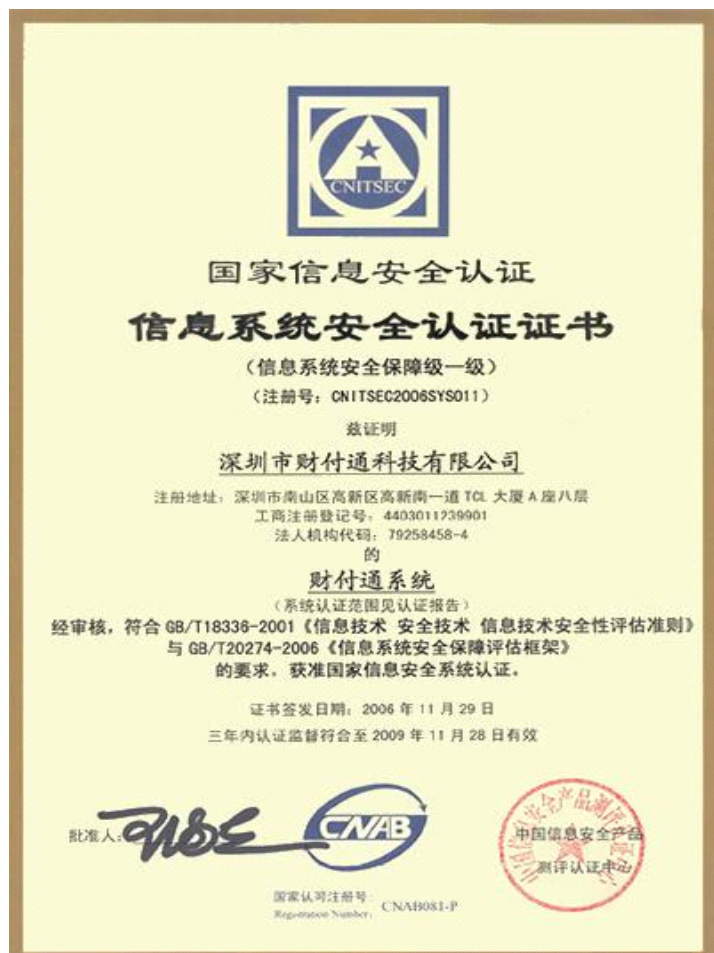 CNITSEC
国家信息安全认证
信息系统安全认证证书
（信息系统安全保障级一级）
（注册号：CNITSEC2006SYS011）
兹证明
深圳市财付通科技有限公司
注册地址：深圳市南山区高新区高新南一道 TCL 大厦 A 座八层
工商注册登记号：4403011239901
法人机构代码：79258458-4
的
财付通系统
（系统认证范围见认证报告）
经审核，符合 GB/T18336-2001《信息技术 安全技术 信息技术安全性评估准则》
与 GB/T20274-2006《信息系统安全保障评估框架》
的要求。获准国家信息安全系统认证。
证书签发日期：2006 年 11 月 29 日
三年内认证监督符合至 2009 年 11 月 28 日有效
批准人：
CNAB
中国信息安全产品
测评认证中心
国家认可注册号：
Registration Number: CNAB081-P